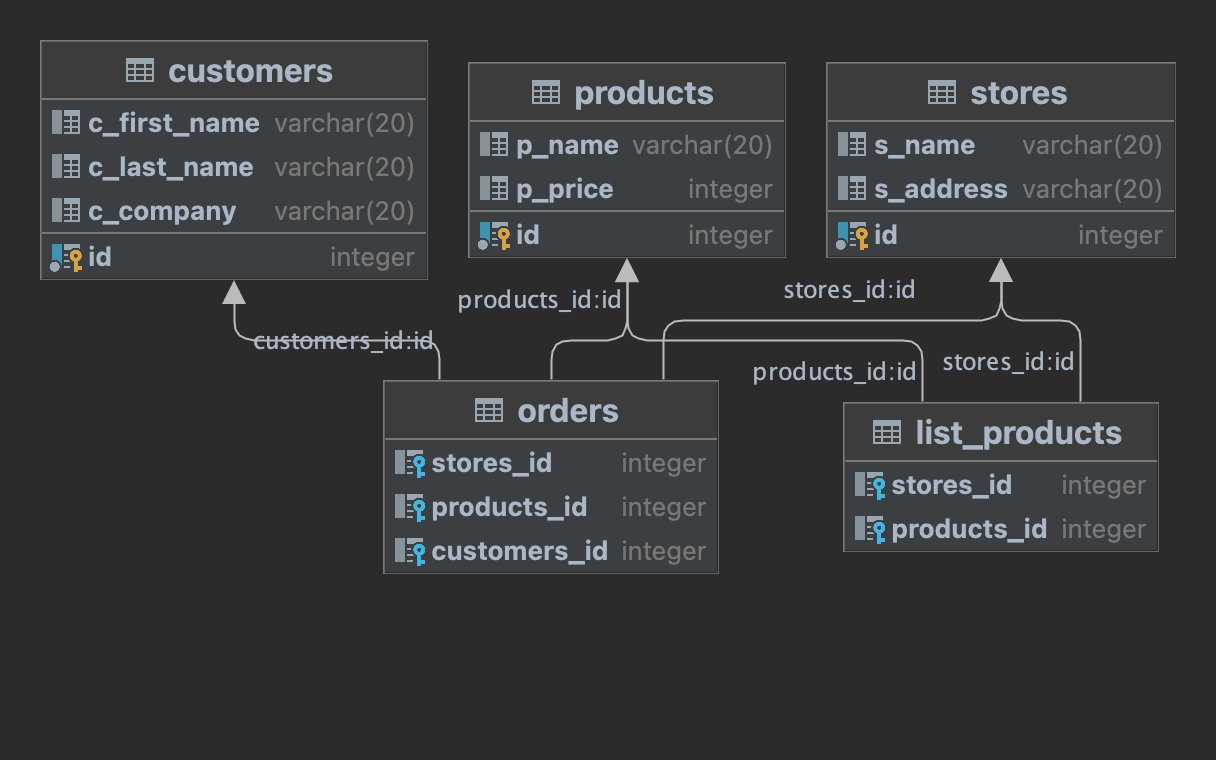 customers
c_first_name varchar(20)
c_last_name varchar(20)
c_company varchar(20)
id integer
products
p_name varchar(20)
p_price integer
id integer
stores
s_name varchar(20)
s_address varchar(20)
id integer
customers_id:id
products_id:id
stores_id:id
products_id:id
stores_id:id
orders
stores_id integer
products_id integer
customers_id integer
list_products
stores_id integer
products_id integer